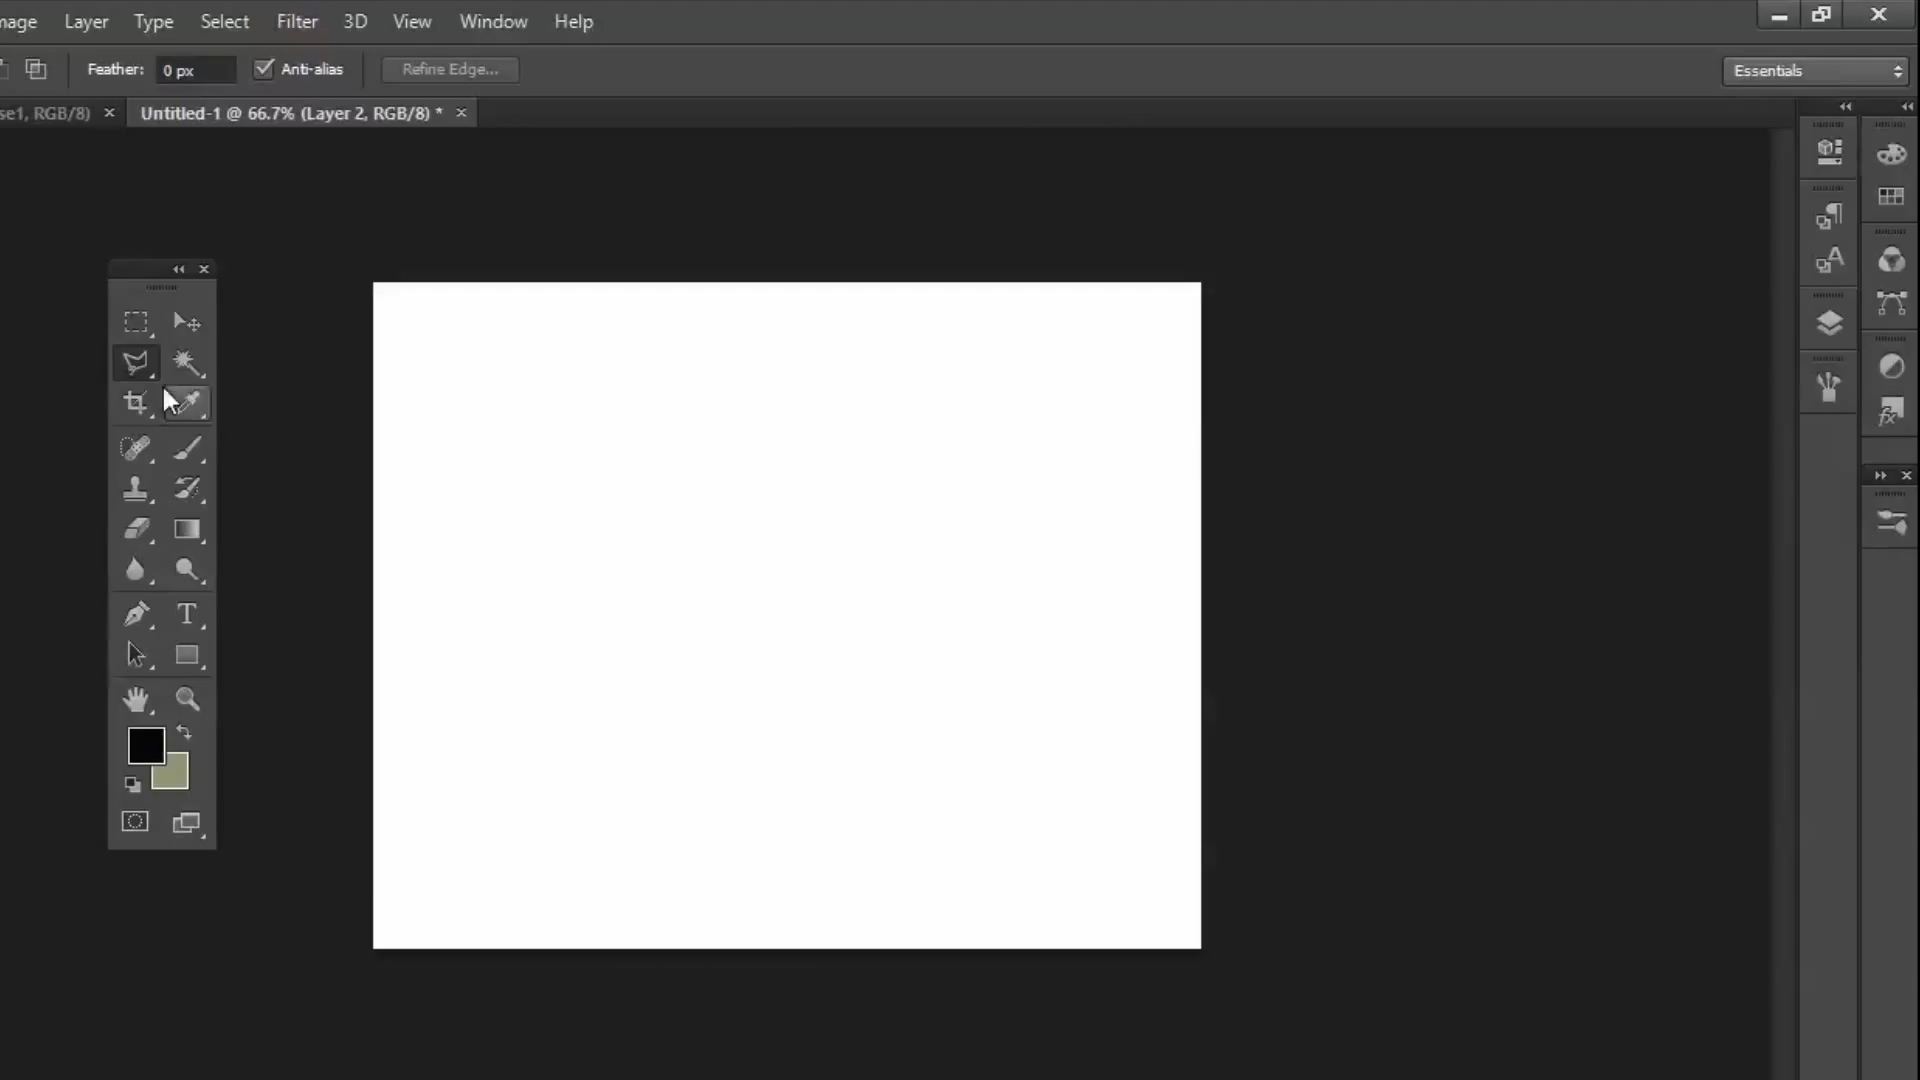 mage Layer Type Select Filter 3D View Window Help
Feather: 0 px Anti-alias Refine Edge... Essentials
se1, RGB/8) × Untitled-1 @ 66.7% (Layer 2, RGB/8) * ×